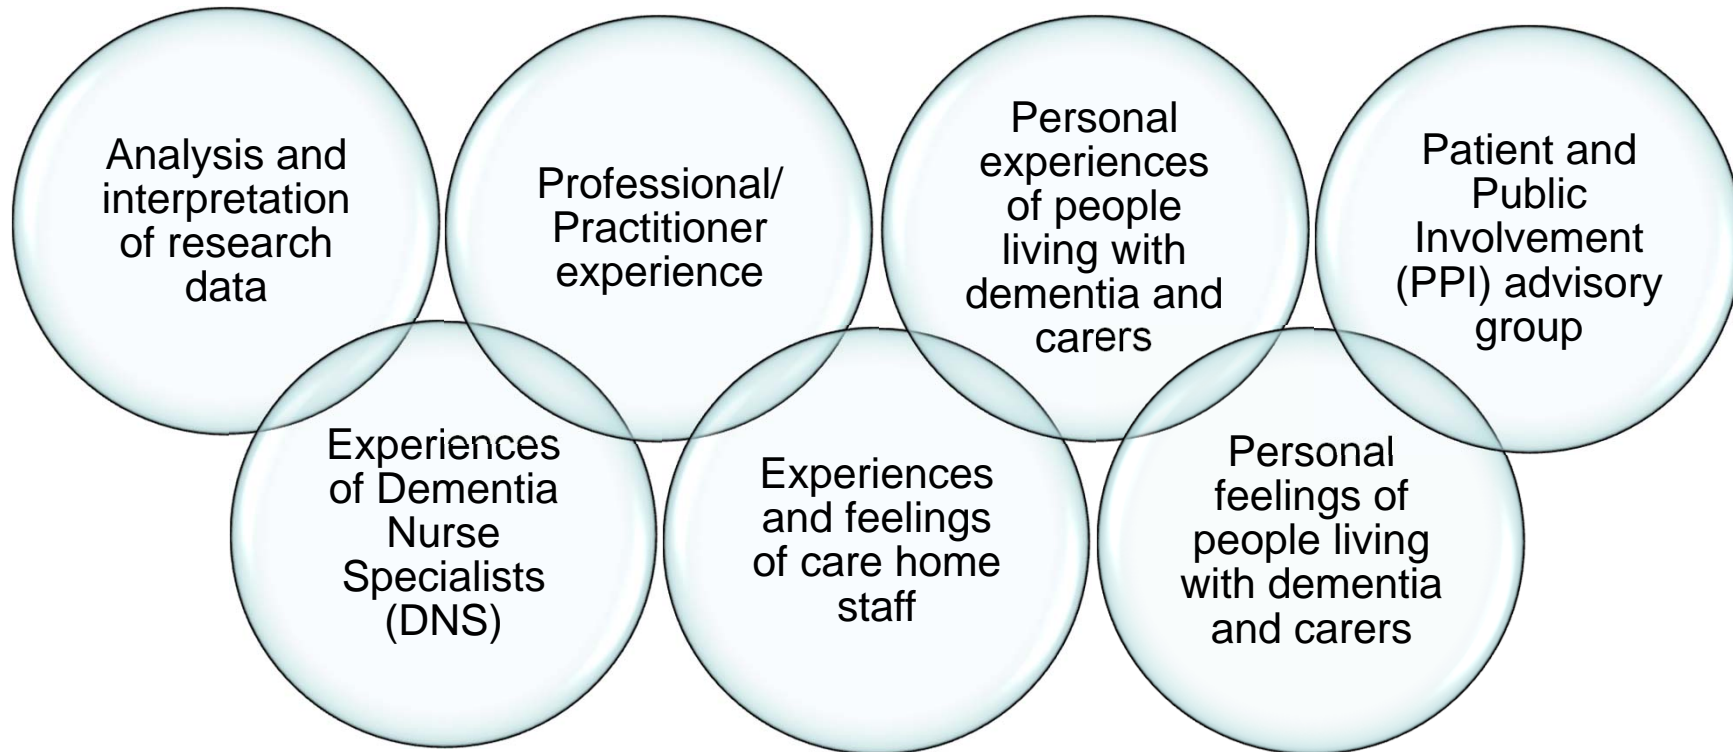 Analysis and
interpretation
of research
data
Professional/
Practitioner
experience
Personal
experiences
of people
living with
dementia and
carers
Patient and
Public
Involvement
(PPI) advisory
group
Experiences
of Dementia
Nurse
Specialists
(DNS)
Experiences
and feelings
of care home
staff
Personal
feelings of
people living
with dementia
and carers